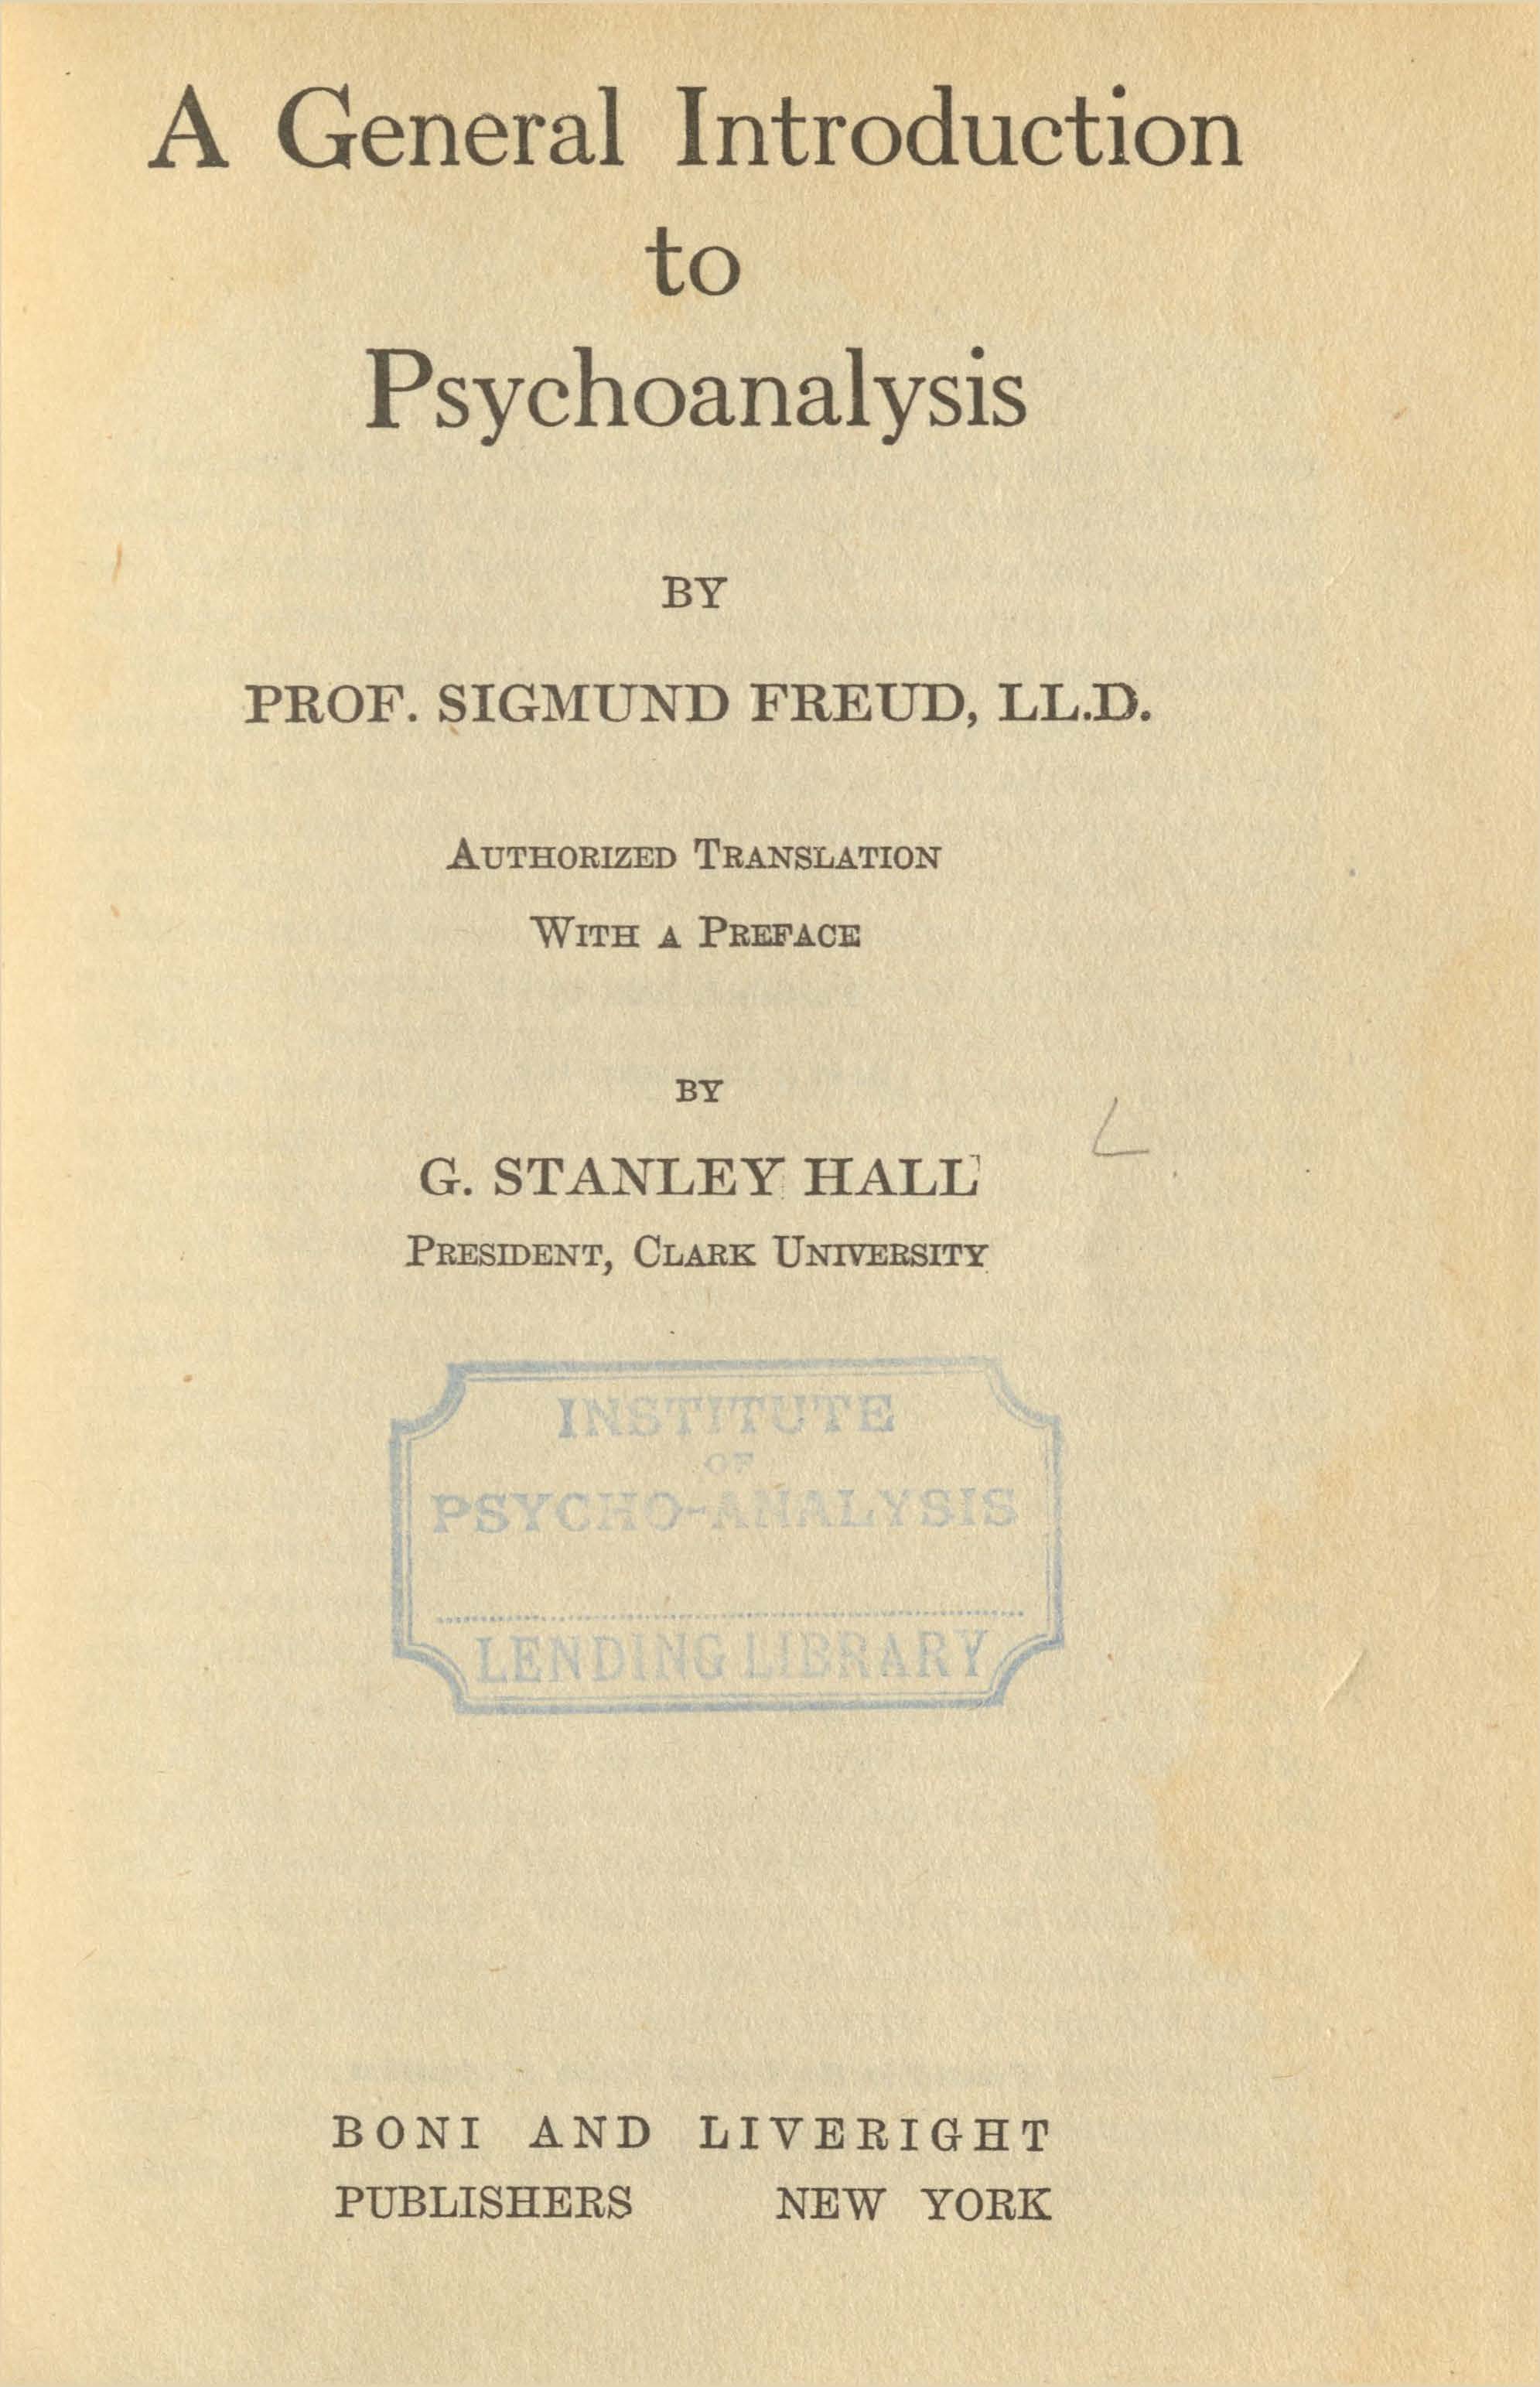 A General Introduction
to
Psychoanalysis
BY
PROF. SIGMUND FREUD, LL.D.
AUTHORIZED TRANSLATION
WITH A PREFACE
BY
G. STANLEY HALL
PRESIDENT, CLARK UNIVERSITY
INSTITUTE
OF
PSYCHO-ANALYSIS
LENDING LIBRARY
BONI AND LIVERIGHT
PUBLISHERS NEW YORK